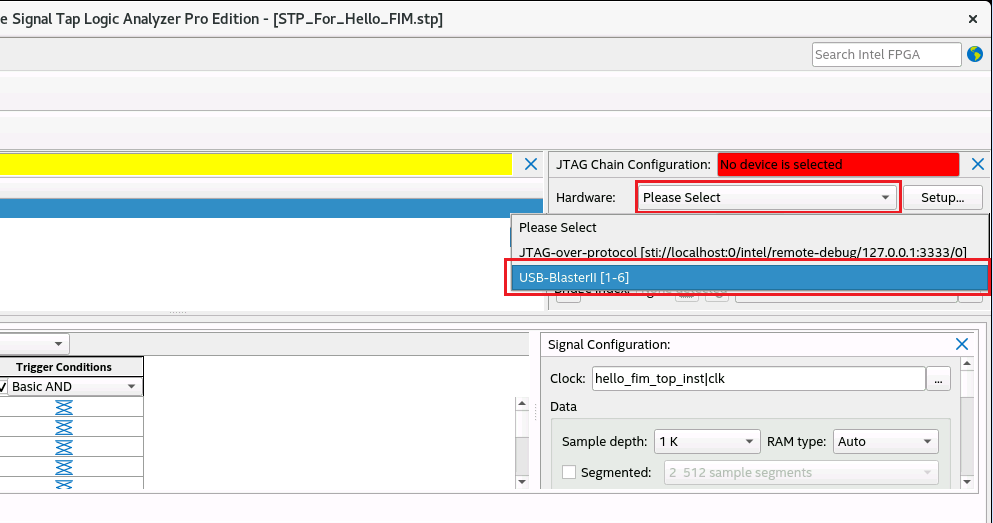 e Signal Tap Logic Analyzer Pro Edition - [STP_For_Hello_FIM.stp]
Search Intel FPGA
JTAG Chain Configuration: No device is selected
Hardware: Please Select Setup...
Please Select
JTAG-over-protocol [sti://localhost:0/intel/remote-debug/127.0.0.1:3333/0]
USB-BlasterII [1-6]
Trigger Conditions
Basic AND
Signal Configuration:
Clock: hello_fim_top_inst|clk ...
Data
Sample depth: 1 K RAM type: Auto
Segmented: 2 512 sample segments